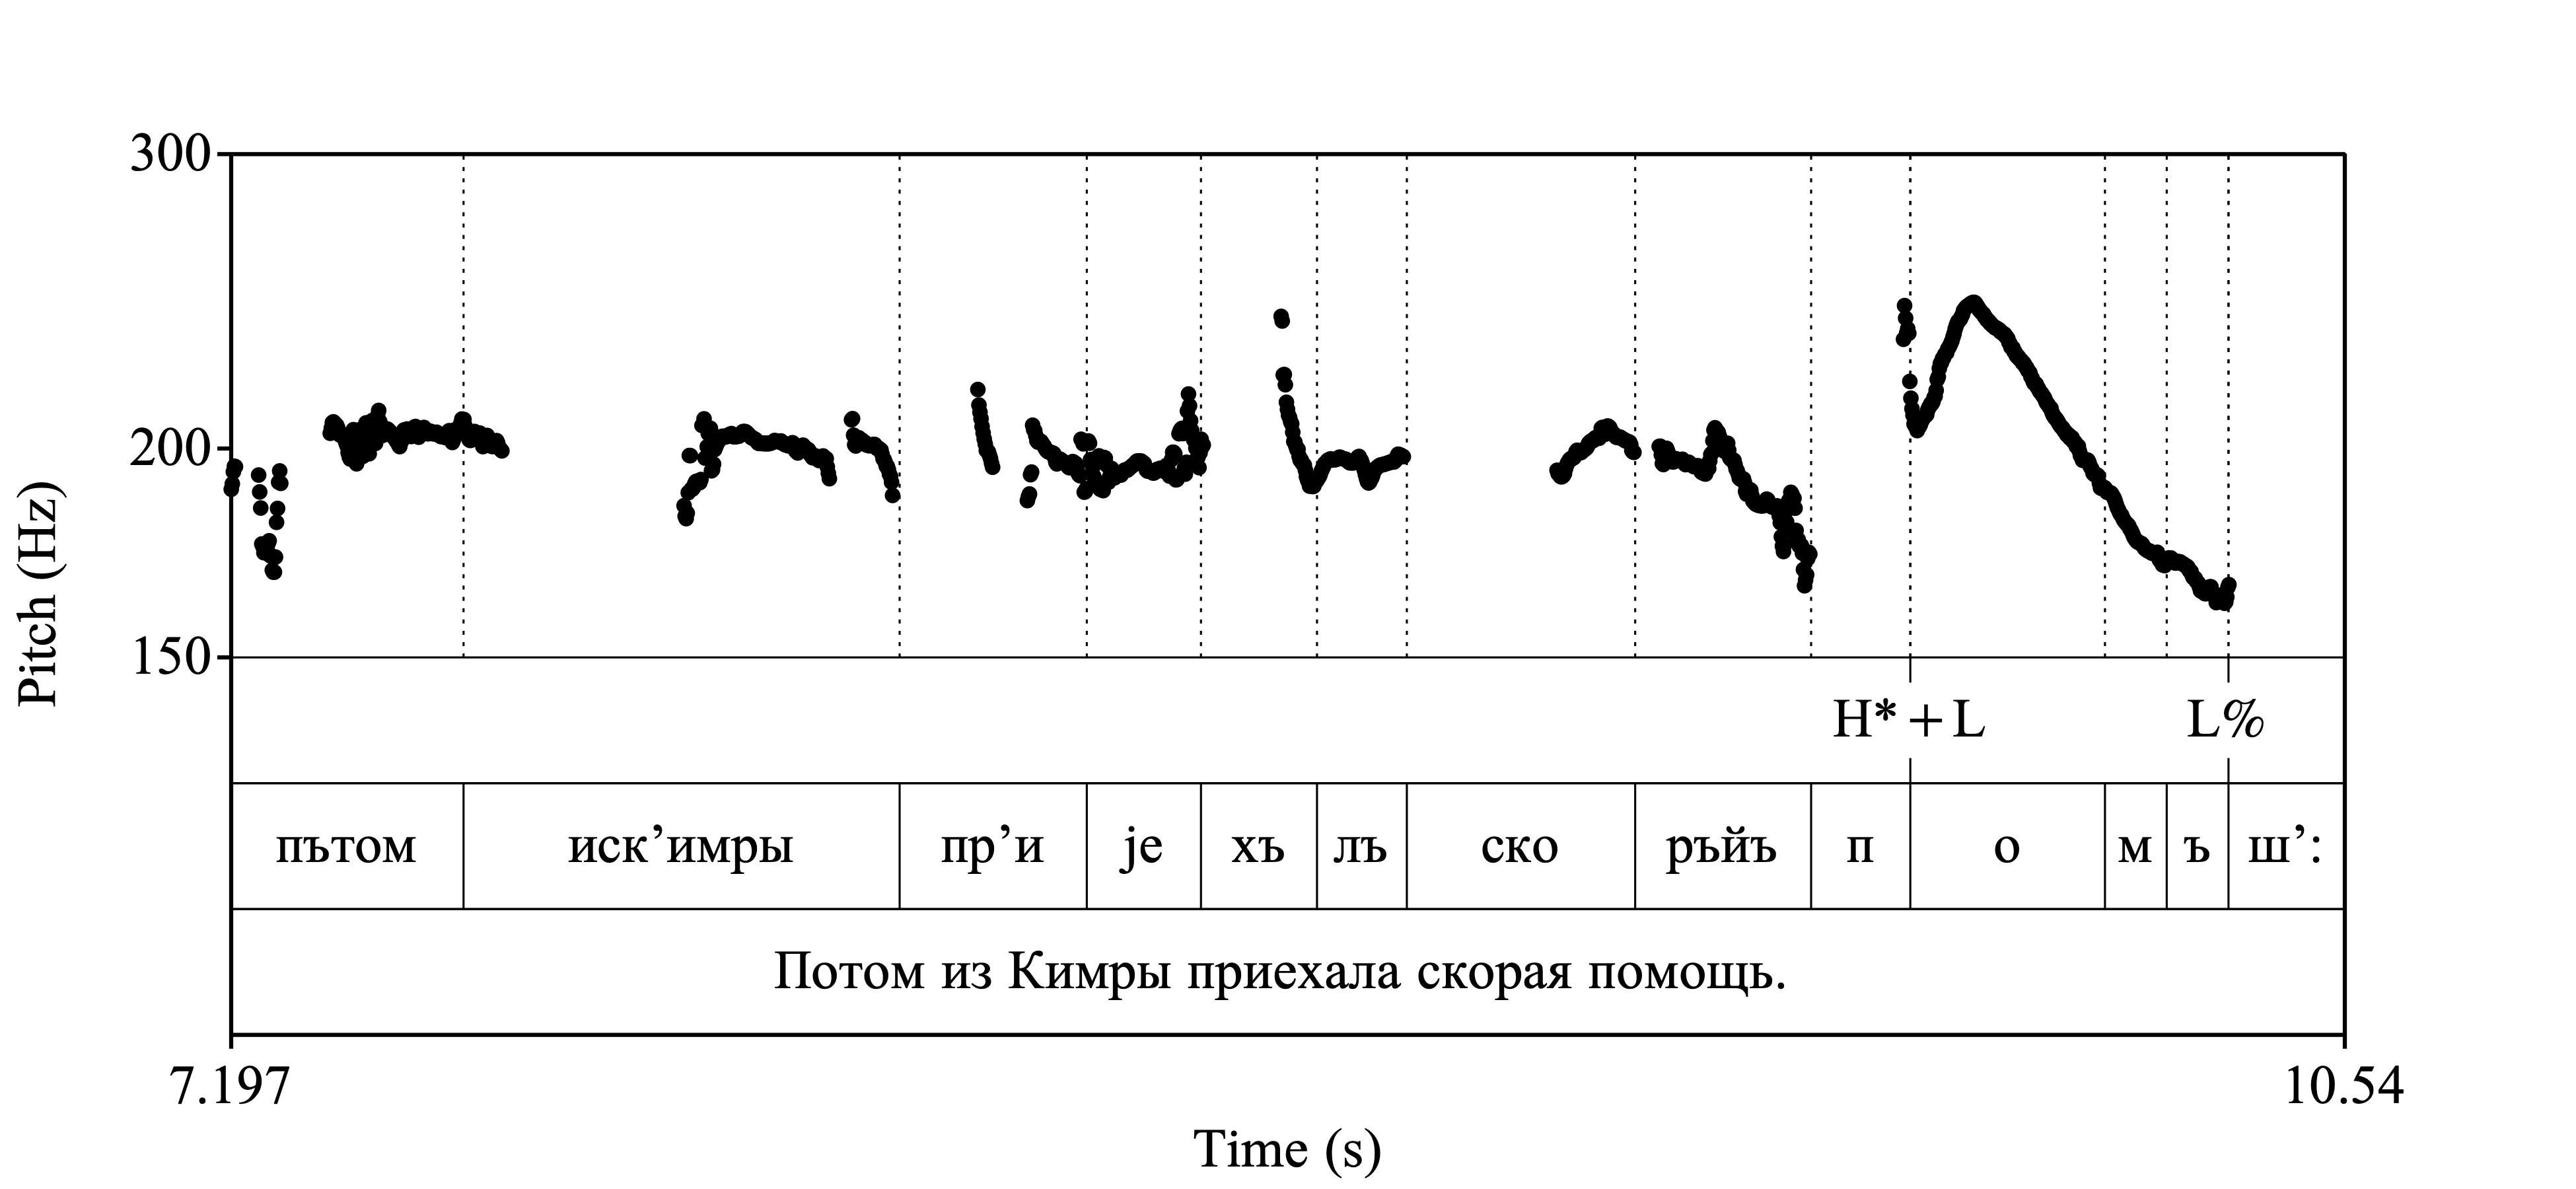 300
200
150
Pitch (Hz)
H* + L L%
пътом иск’имры пр’и jе хъ лъ ско ръйъ п о м ъ ш’:
Потом из Кимры приехала скорая помощь.
7.197 10.54
Time (s)